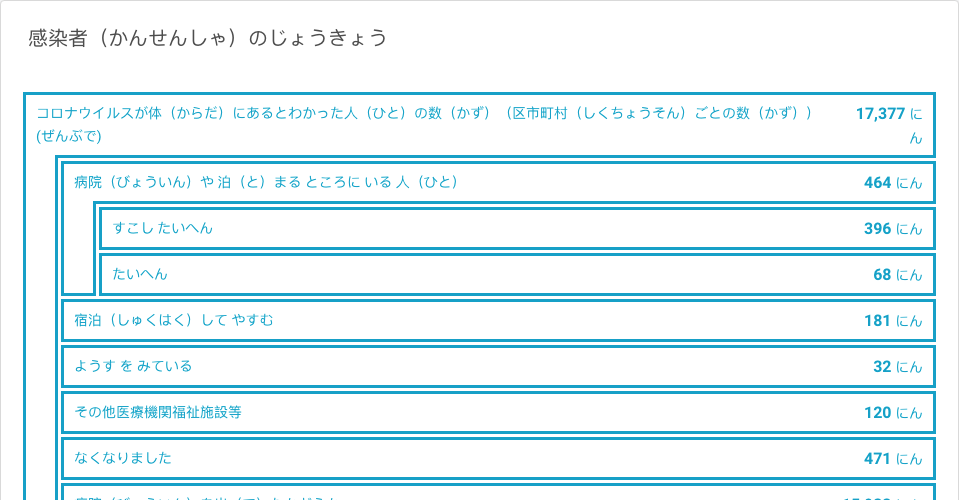 感染者（かんせんしゃ）のじょうきょう
コロナウイルスが体（からだ）にあるとわかった人（ひと）の数（かず）（区市町村（しくちょうそん）ごとの数（かず））
(ぜんぶで)
17,377 に
ん
病院（びょういん）や 泊（と）まる ところに いる 人（ひと） 464 にん
すこし たいへん 396 にん
たいへん 68 にん
宿泊（しゅくはく）して やすむ 181 にん
ようす を みている 32 にん
その他医療機関福祉施設等 120 にん
なくなりました 471 にん